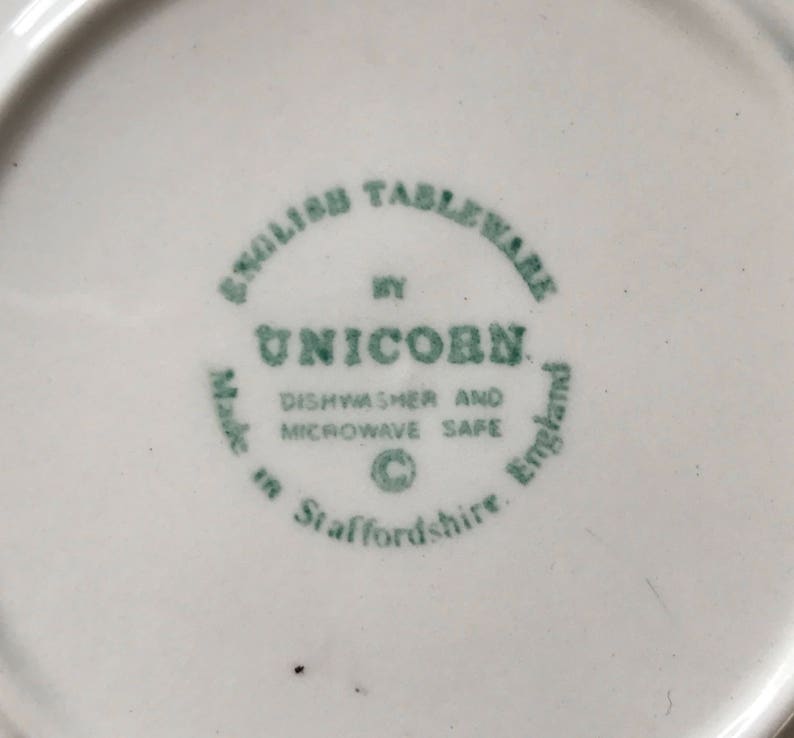 ENGLISH TABLEWARE
BY
UNICORN
DISHWASHER AND
MICROWAVE SAFE
©
Made in Staffordshire. England